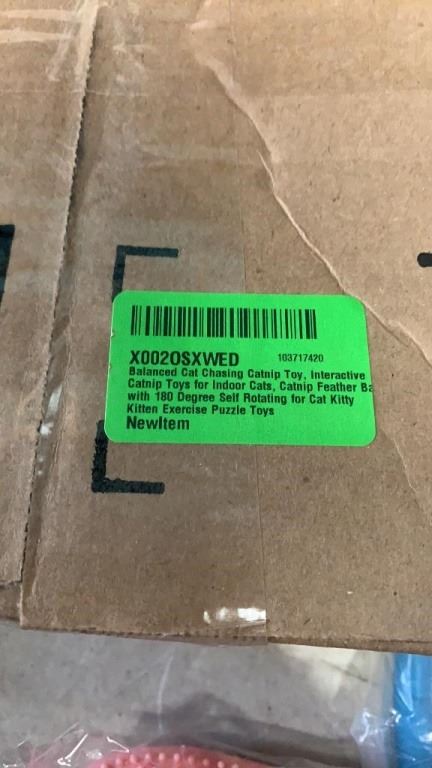 X002OSXWED 103717420
Balanced Cat Chasing Catnip Toy, Interactive
Catnip Toys for Indoor Cats, Catnip Feather Ba
with 180 Degree Self Rotating for Cat Kitty
Kitten Exercise Puzzle Toys
NewItem